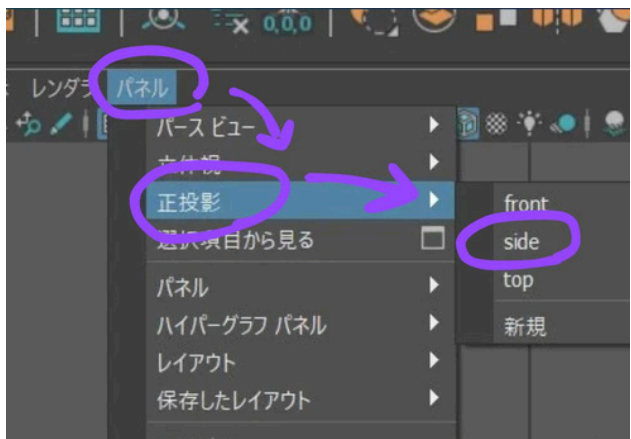 0,0,0
レンダラ パネル
パース ビュー
立体視
正投影
front
選択項目から見る
side
パネル
top
ハイパーグラフ パネル
新規
レイアウト
保存したレイアウト